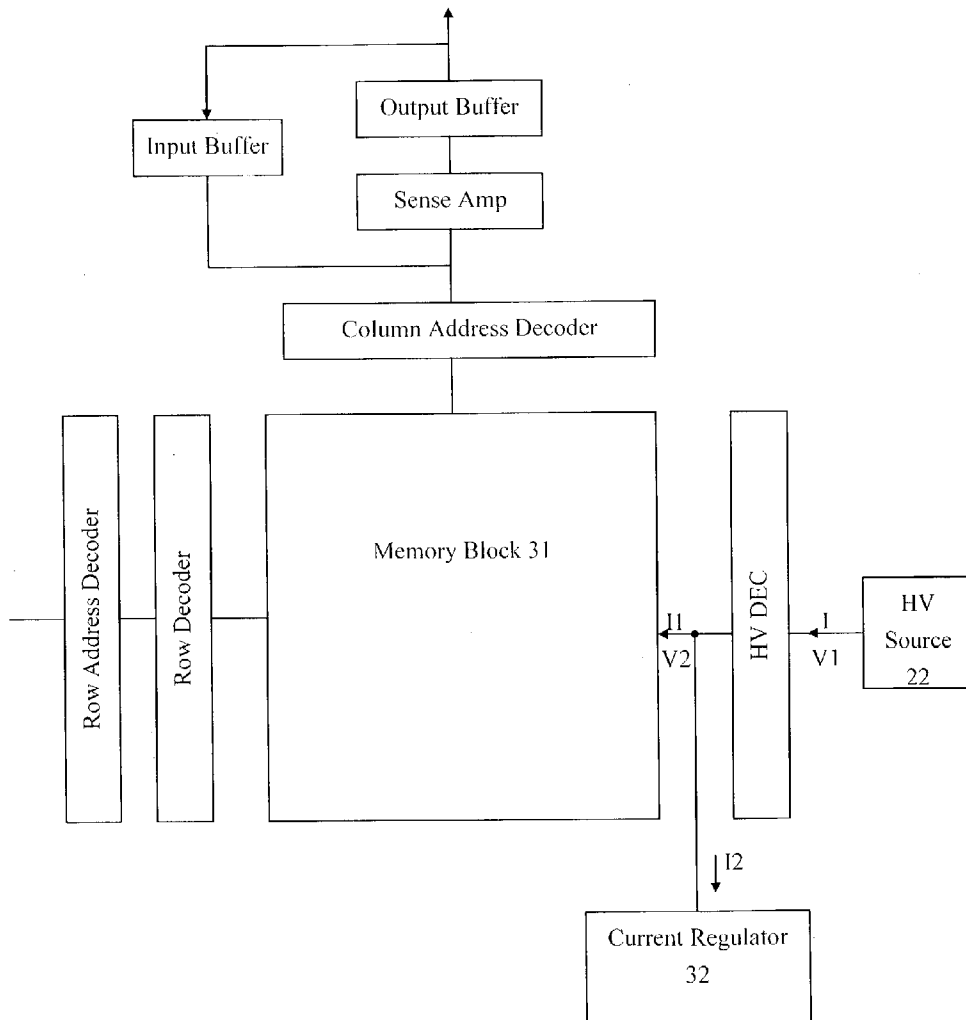 Output Buffer
Input Buffer
Sense Amp
Column Address Decoder
Row Address Decoder
Row Decoder
Memory Block 31
I1
V2
HV DEC
I
V1
HV
Source
22
I2
Current Regulator
32